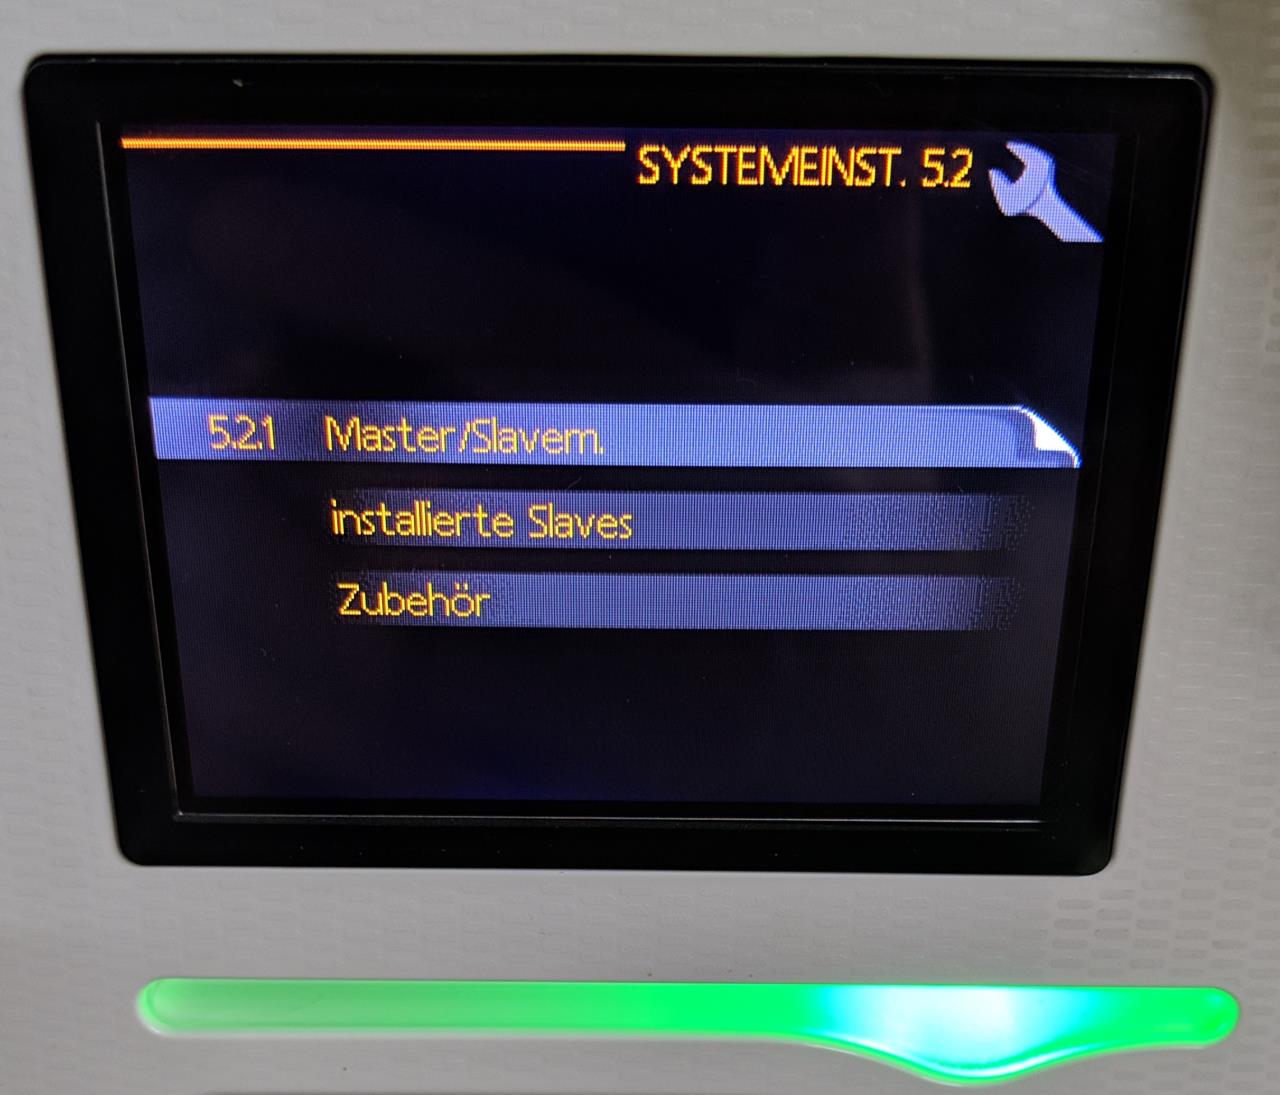 SYSTEMEINST. 5.2
5.2.1 Master/Slavem.
installierte Slaves
Zubehör